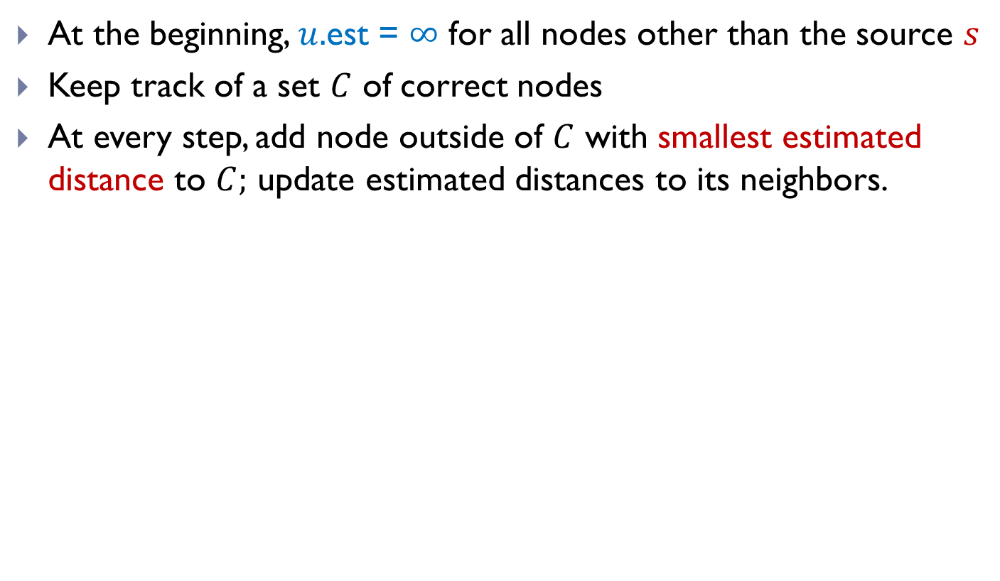 At the beginning, u.est = ∞ for all nodes other than the source s
Keep track of a set C of correct nodes
At every step, add node outside of C with smallest estimated
distance to C; update estimated distances to its neighbors.